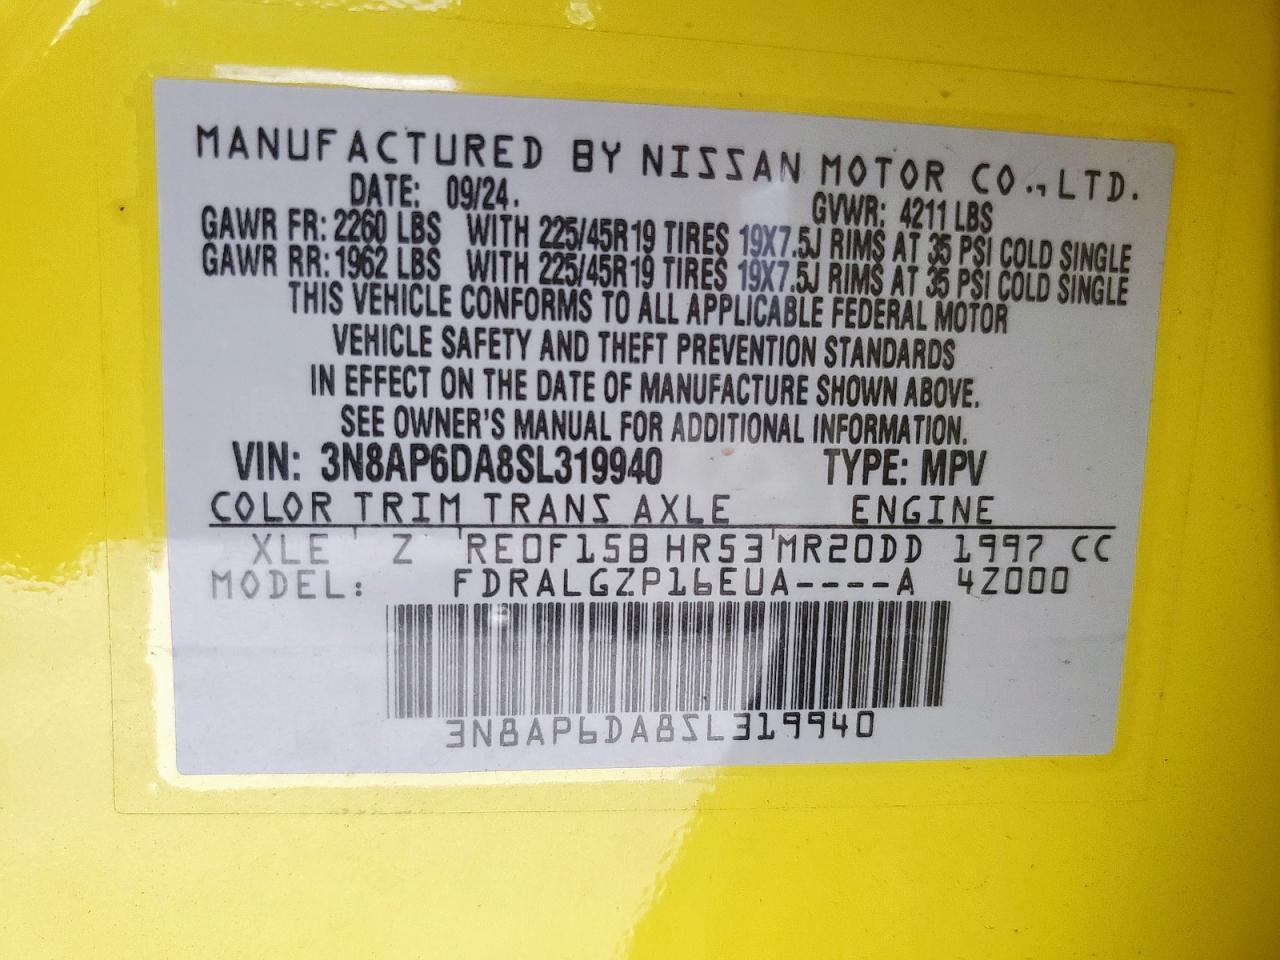 MANUFACTURED BY NISSAN MOTOR CO., LTD.
DATE: 09/24. GVWR: 4211 LBS
GAWR FR: 2260 LBS WITH 225/45R19 TIRES 19X7.5J RIMS AT 35 PSI COLD SINGLE
GAWR RR: 1962 LBS WITH 225/45R19 TIRES 19X7.5J RIMS AT 35 PSI COLD SINGLE
THIS VEHICLE CONFORMS TO ALL APPLICABLE FEDERAL MOTOR
VEHICLE SAFETY AND THEFT PREVENTION STANDARDS
IN EFFECT ON THE DATE OF MANUFACTURE SHOWN ABOVE.
SEE OWNER'S MANUAL FOR ADDITIONAL INFORMATION.
VIN: 3N8AP6DA8SL319940 TYPE: MPV
COLOR TRIM TRANS AXLE ENGINE
XLE Z RE0F15B HR53 MR20DD 1997 CC
MODEL: FDRALGZP16EUA----A 4Z000
3N8AP6DA8SL319940